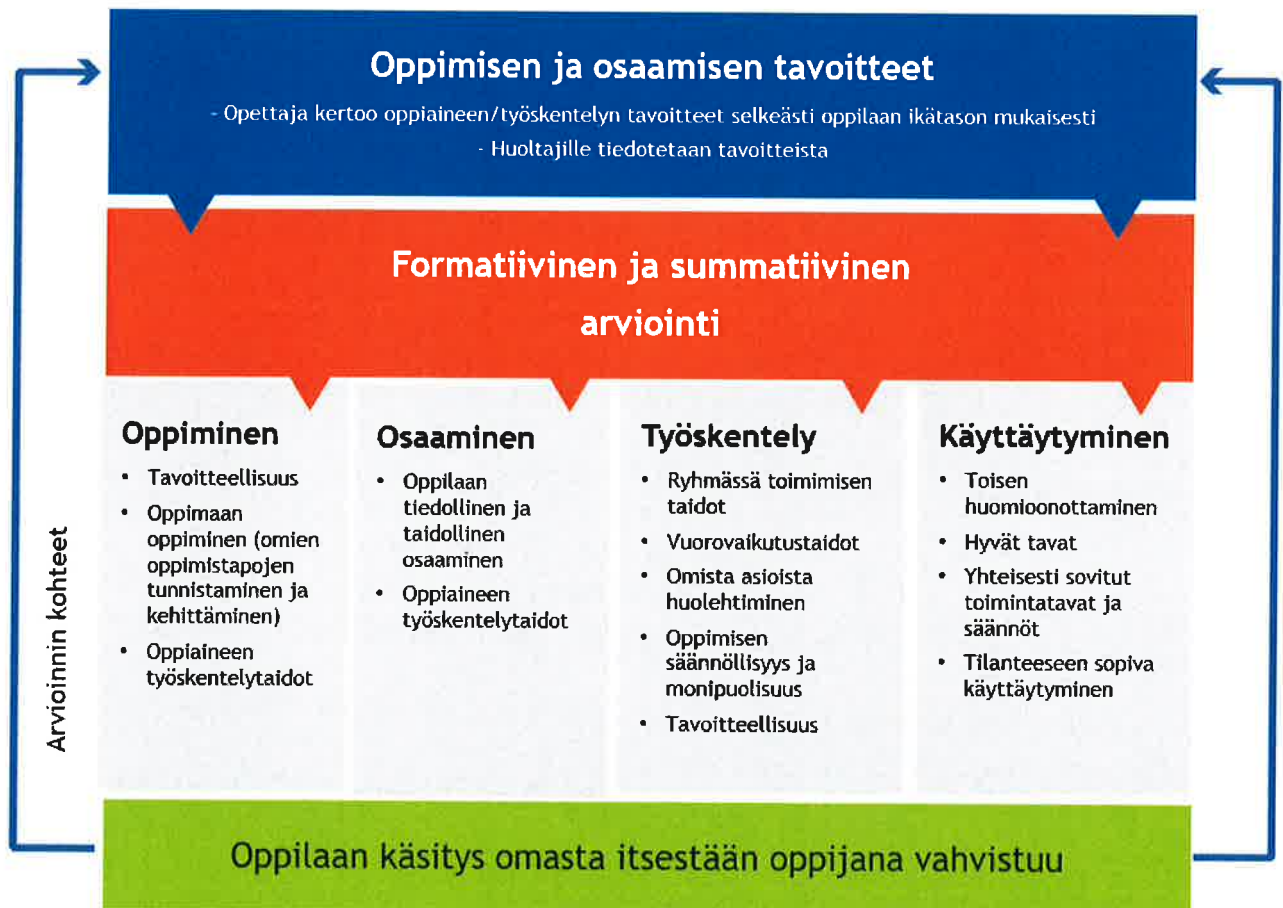 Oppimisen ja osaamisen tavoitteet
- Opettaja kertoo oppiaineen/työskentelyn tavoitteet selkeästi oppilaan ikätason mukaisesti
- Huoltajille tiedotetaan tavoitteista
Formatiivinen ja summatiivinen
arviointi
Arvioinnin kohteet
Oppiminen
• Tavoitteellisuus
• Oppimaan
oppiminen (omien
oppimistapojen
tunnistaminen ja
kehittäminen)
• Oppiaineen
työskentelytaidot
Osaaminen
• Oppilaan
tiedollinen ja
taidollinen
osaaminen
• Oppiaineen
työskentelytaidot
Työskentely
• Ryhmässä toimimisen
taidot
• Vuorovaikutustaidot
• Omista asioista
huolehtiminen
• Oppimisen
säännöllisyys ja
monipuolisuus
• Tavoitteellisuus
Käyttäytyminen
• Toisen
huomioonottaminen
• Hyvät tavat
• Yhteisesti sovitut
toimintatavat ja
säännöt
• Tilanteeseen sopiva
käyttäytyminen
Oppilaan käsitys omasta itsestään oppijana vahvistuu